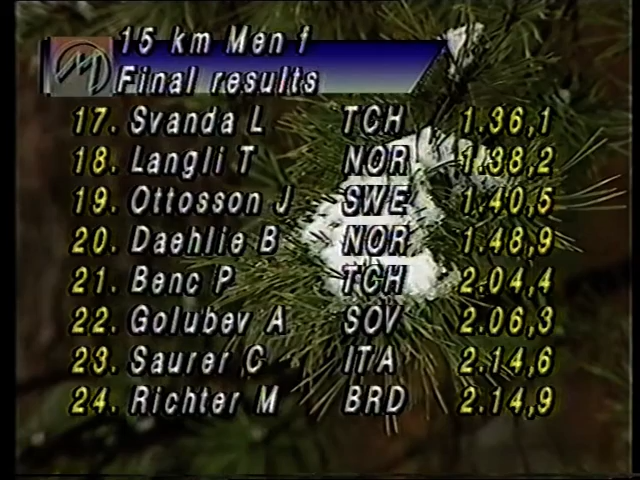 15 km Men 1
Final results
17. Svanda L TCH 1.36,1
18. Langli T NOR 1.38,2
19. Ottosson J SWE 1.40,5
20. Daehlie B NOR 1.48,9
21. Benc P TCH 2.04,4
22. Golubev A SOV 2.06,3
23. Saurer C ITA 2.14,6
24. Richter M BRD 2.14,9